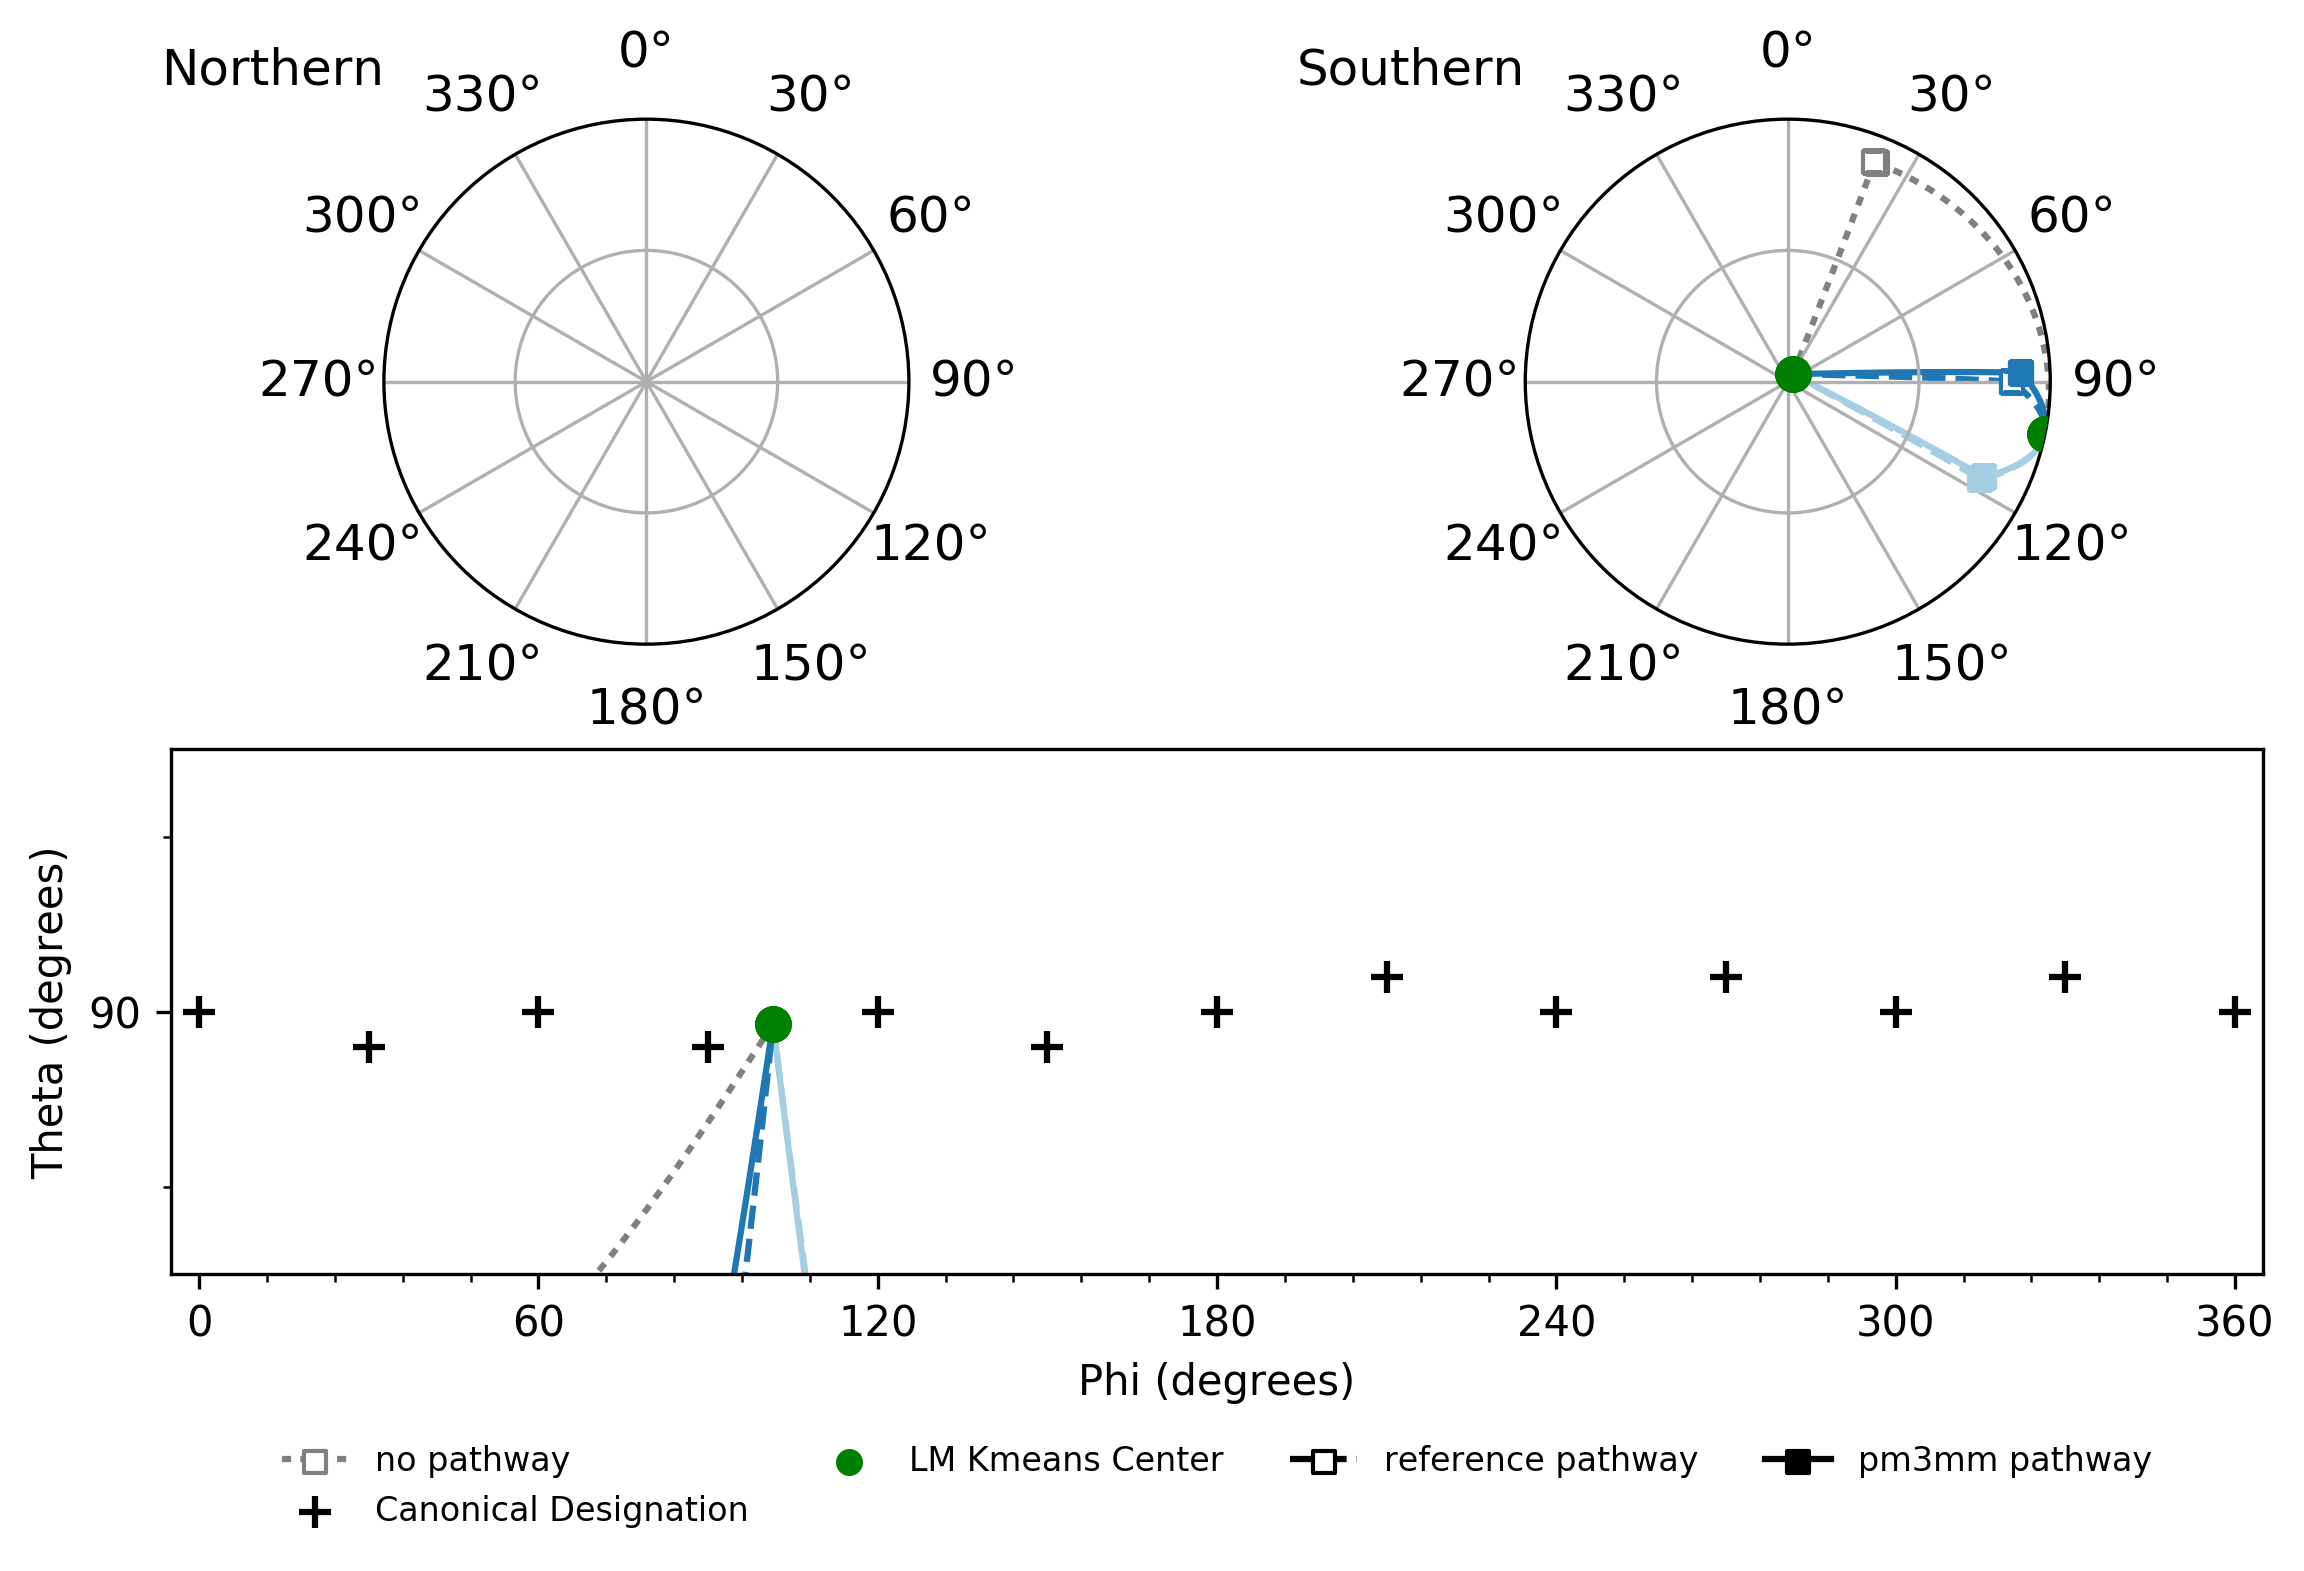 Northern
0°
30°
60°
90°
120°
150°
180°
210°
240°
270°
300°
330°
Southern
0°
30°
60°
90°
120°
150°
180°
210°
240°
270°
300°
330°
Theta (degrees)
90
0 60 120 180 240 300 360
Phi (degrees)
no pathway
Canonical Designation
LM Kmeans Center
reference pathway
pm3mm pathway